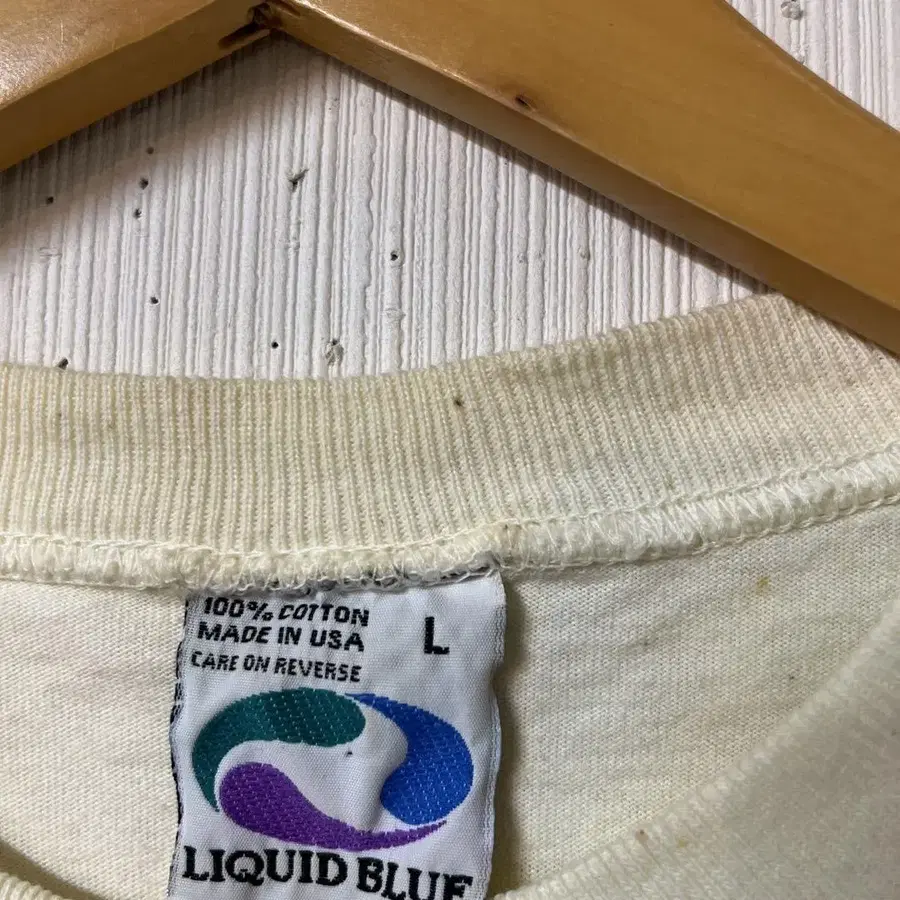 100% COTTON
MADE IN USA
L
CARE ON REVERSE
LIQUID BLUE